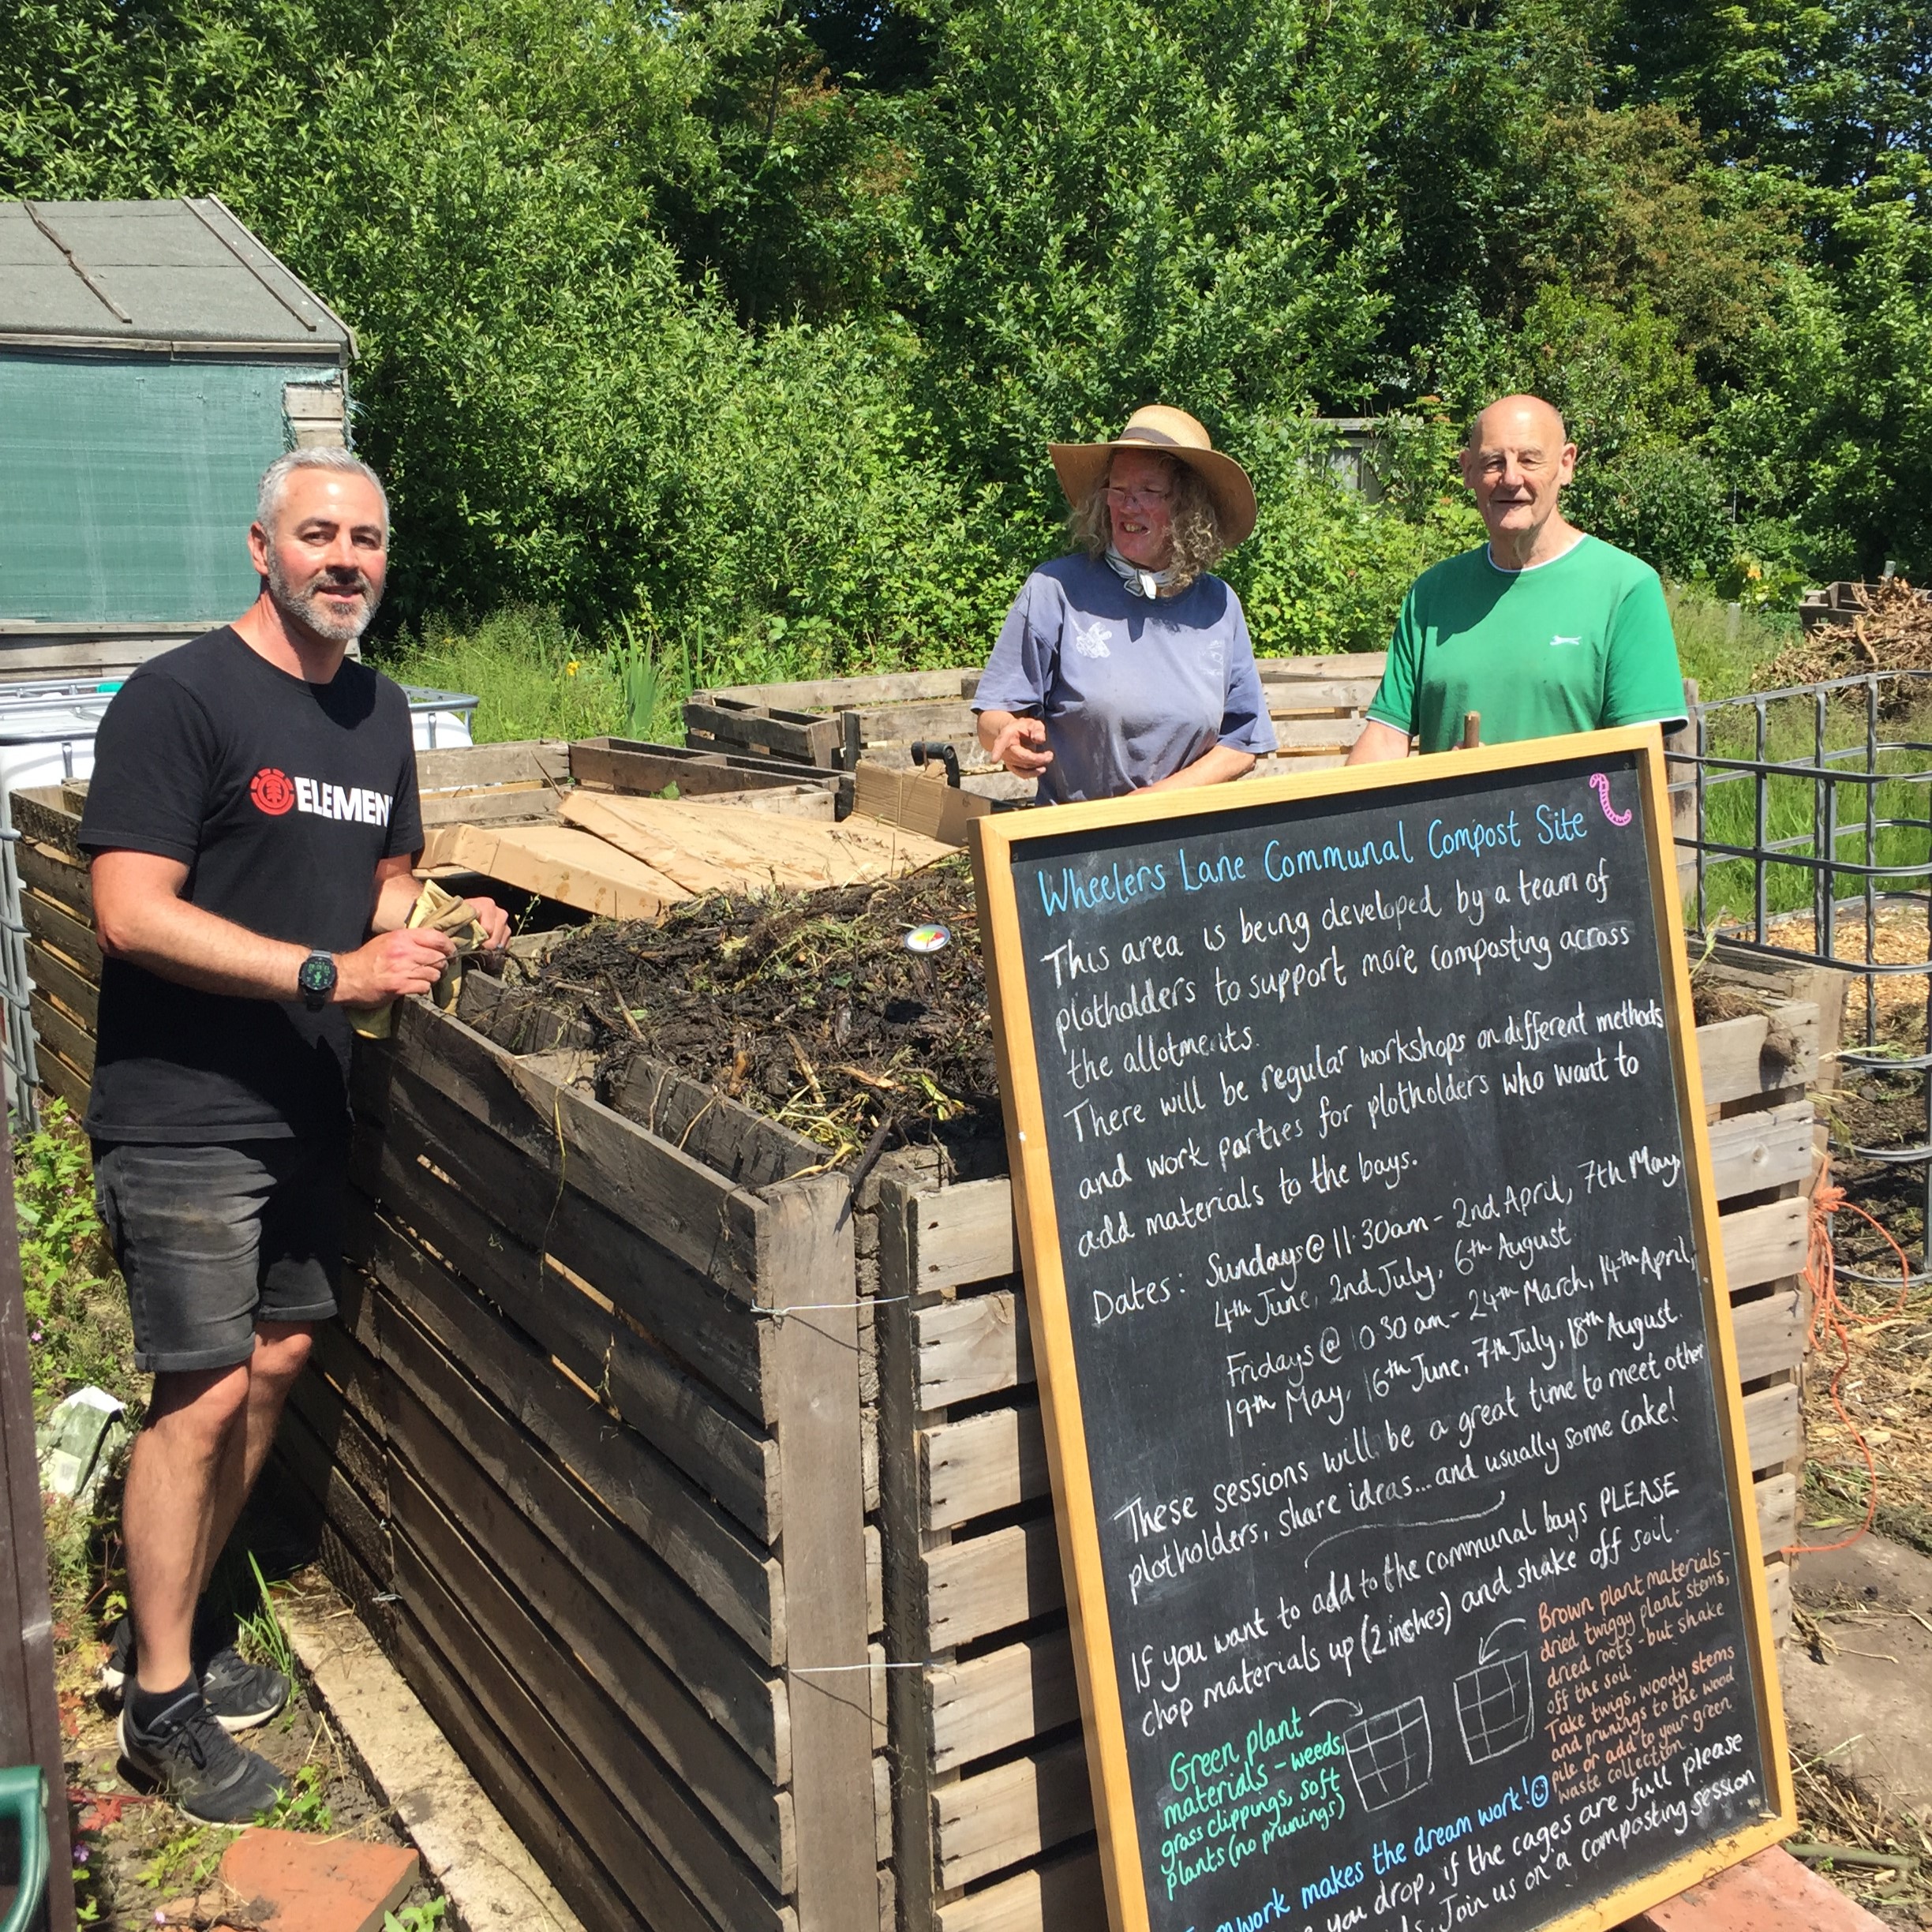 ELEMEN
Wheelers Lane Communal Compost Site
This area is being developed by a team of
plotholders to support more composting across
the allotments.
There will be regular workshops on different methods
and work parties for plotholders who want to
add materials to the bays.
Dates: Sundays @ 11.30am - 2nd April, 7th May,
4th June, 2nd July, 6th August
Fridays @ 10 30 am - 24th March, 14th April,
19th May, 16th June, 7th July, 18th August.
These sessions will be a great time to meet other
plotholders, share ideas... and usually some cake!
If you want to add to the communal bays PLEASE
chop materials up (2 inches) and shake off soil.
Green plant
materials - weeds,
grass clippings, soft
plants (no prunings)
Brown plant materials -
dried twiggy plant stems,
dried roots - but shake
off the soil.
Take twigs, woody stems
and prunings to the wood
pile or add to your green
waste collection.
mwork makes the dream work!
you drop, if the cages are full please
Join us on a composting session